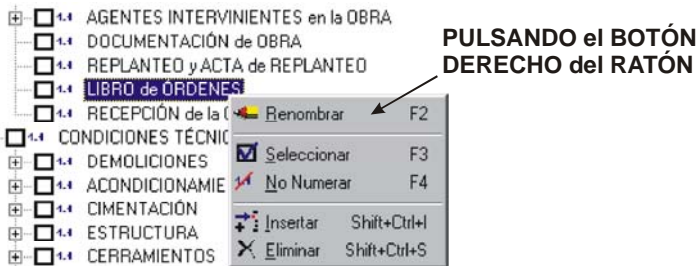 1.1 AGENTES INTERVINIENTES en la OBRA
1.1 DOCUMENTACIÓN de OBRA
1.1 REPLANTEO y ACTA de REPLANTEO
1.1 LIBRO de ÓRDENES
1.1 RECEPCIÓN de la
1.1 CONDICIONES TÉCNIC
1.1 DEMOLICIONES
1.1 ACONDICIONAMIE
1.1 CIMENTACIÓN
1.1 ESTRUCTURA
1.1 CERRAMIENTOS
PULSANDO el BOTÓN
DERECHO del RATÓN
Renombrar F2
Seleccionar F3
No Numerar F4
Insertar Shift+Ctrl+I
Eliminar Shift+Ctrl+S